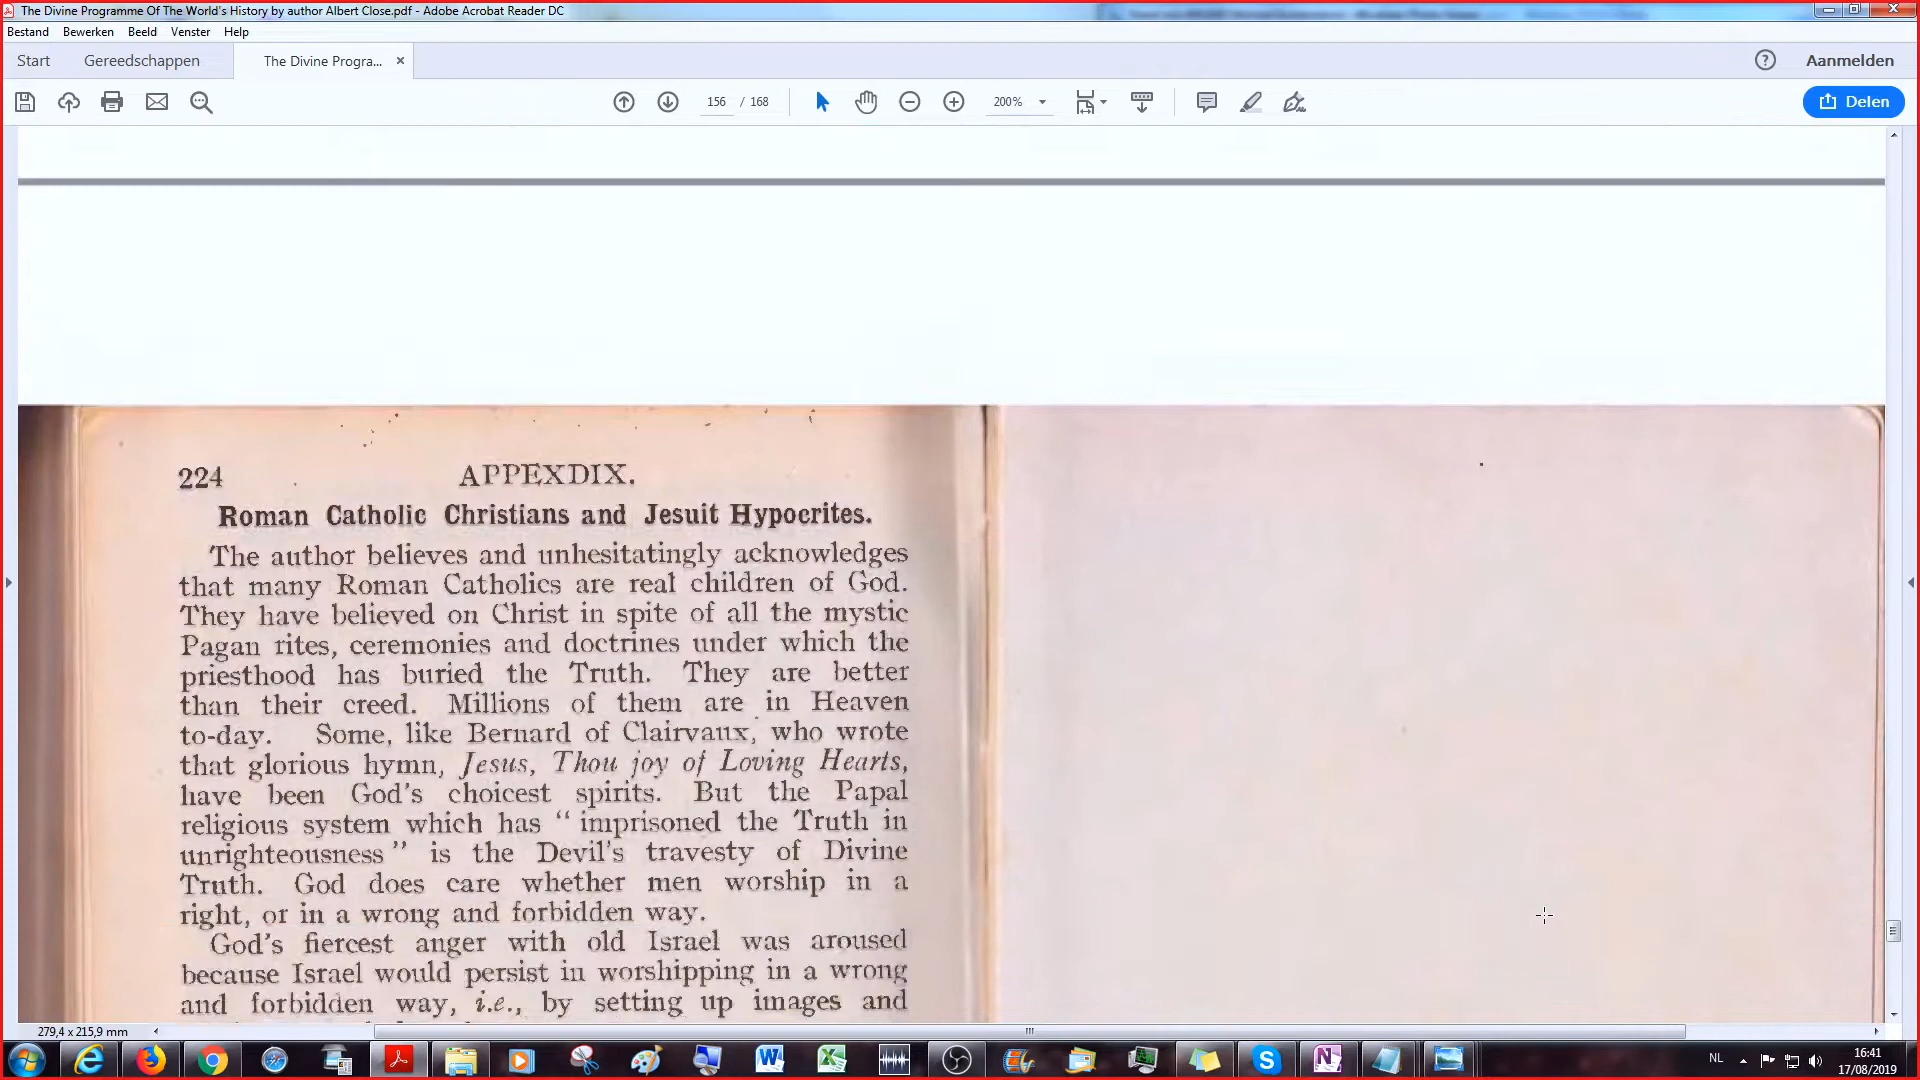 The Divine Programme Of The World's History by author Albert Close.pdf - Adobe Acrobat Reader DC
Bestand Bewerken Beeld Venster Help
Start Gereedschappen The Divine Progra... Aanmelden
156 / 168 200% Delen
224 APPEXDIX.
Roman Catholic Christians and Jesuit Hypocrites.
The author believes and unhesitatingly acknowledges
that many Roman Catholics are real children of God.
They have believed on Christ in spite of all the mystic
Pagan rites, ceremonies and doctrines under which the
priesthood has buried the Truth. They are better
than their creed. Millions of them are in Heaven
to-day. Some, like Bernard of Clairvaux, who wrote
that glorious hymn, Jesus, Thou joy of Loving Hearts,
have been God's choicest spirits. But the Papal
religious system which has " imprisoned the Truth in
unrighteousness " is the Devil's travesty of Divine
Truth. God does care whether men worship in a
right, or in a wrong and forbidden way.
God's fiercest anger with old Israel was aroused
because Israel would persist in worshipping in a wrong
and forbidden way, i.e., by setting up images and
279,4 x 215,9 mm
NL 16:41
17/08/2019